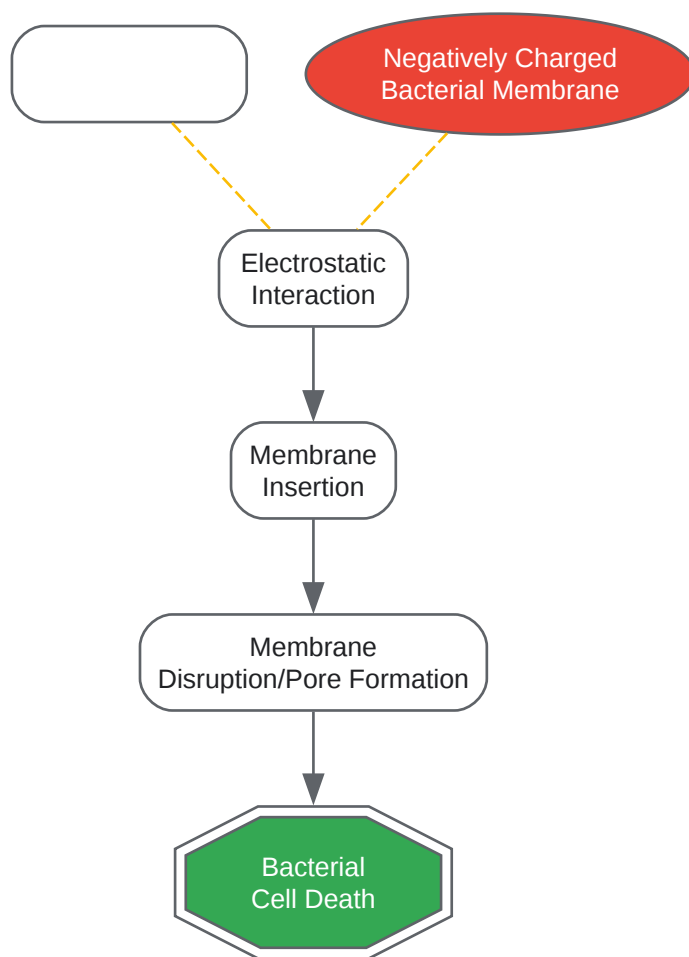 Negatively Charged
Bacterial Membrane
Electrostatic
Interaction
Membrane
Insertion
Membrane
Disruption/Pore Formation
Bacterial
Cell Death